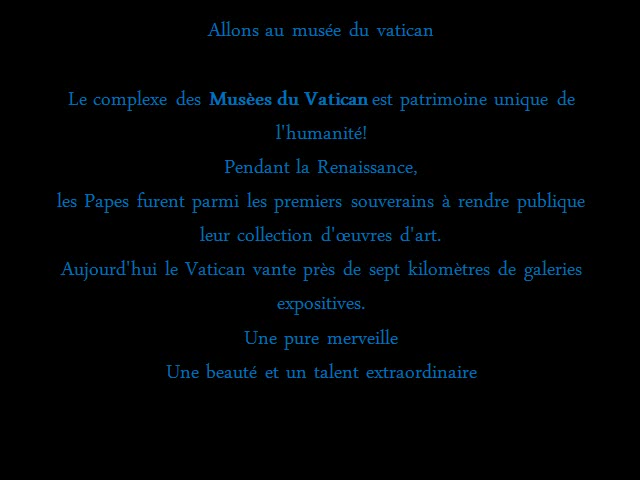 Allons au musée du vatican
Le complexe des Musèes du Vatican est patrimoine unique de
l'humanité!
Pendant la Renaissance,
les Papes furent parmi les premiers souverains à rendre publique
leur collection d'œuvres d'art.
Aujourd'hui le Vatican vante près de sept kilomètres de galeries
expositives.
Une pure merveille
Une beauté et un talent extraordinaire